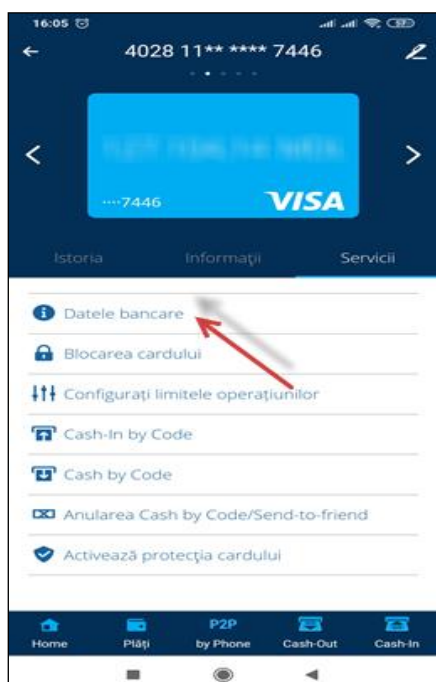 16:05
4028 11** **** 7446
····7446
VISA
Istoria Informații Servicii
Datele bancare
Blocarea cardului
Configurați limitele operațiunilor
Cash-In by Code
Cash by Code
Anularea Cash by Code/Send-to-friend
Activează protecția cardului
P2P
Home Plăți by Phone Cash-Out Cash-In